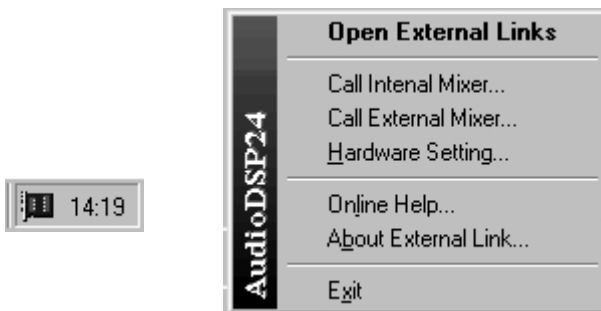 14:19
AudioDSP24
Open External Links
Call Intenal Mixer...
Call External Mixer...
Hardware Setting...
Online Help...
About External Link...
Exit